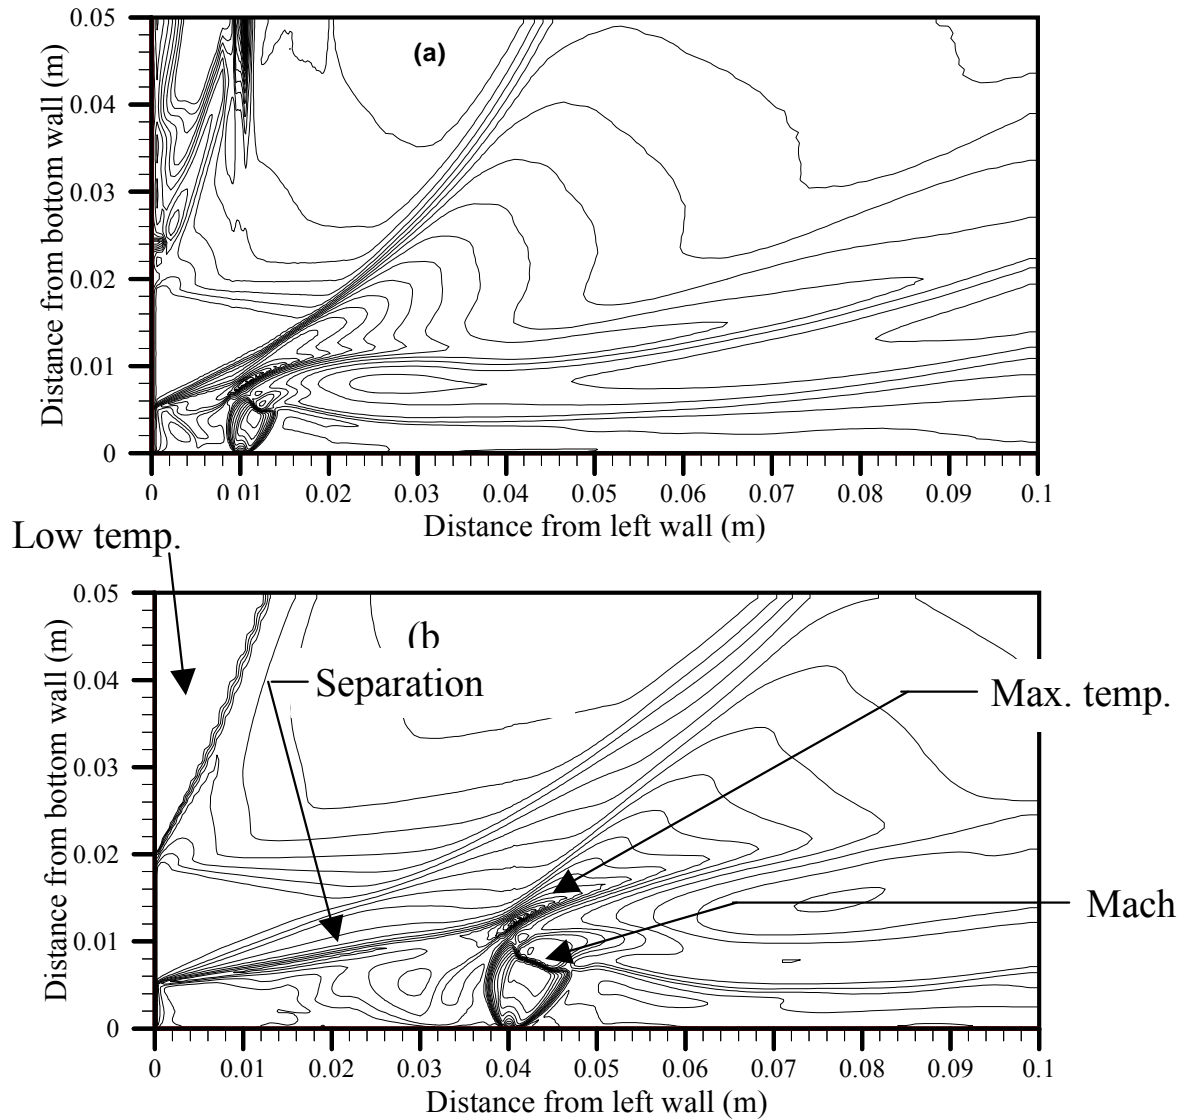 0.05
(a)
0.04
0.03
0.02
0.01
0
Distance from bottom wall (m)
0 0.01 0.02 0.03 0.04 0.05 0.06 0.07 0.08 0.09 0.1
Distance from left wall (m)
Low temp.
0.05
(b
0.04
Separation
Max. temp.
0.03
0.02
Mach
0.01
0
Distance from bottom wall (m)
0 0.01 0.02 0.03 0.04 0.05 0.06 0.07 0.08 0.09 0.1
Distance from left wall (m)